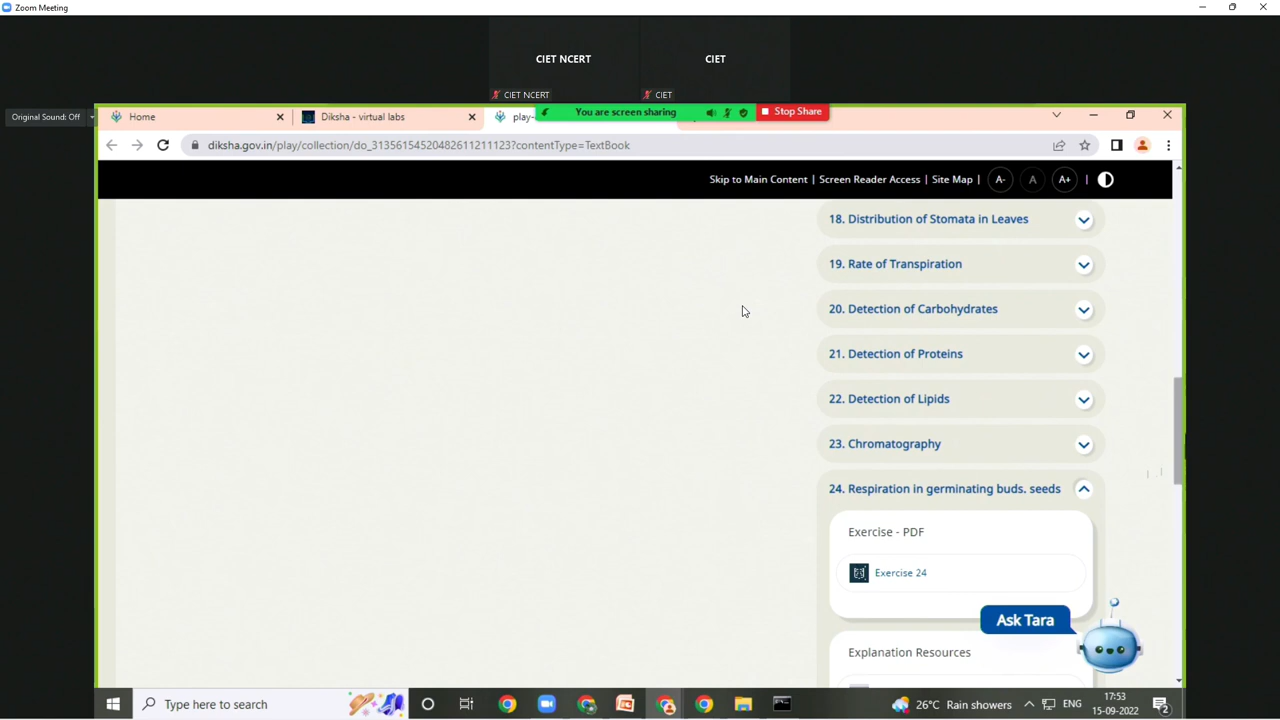 Zoom Meeting
CIET NCERT
CIET
CIET NCERT
CIET
Original Sound: Off
Home
Diksha - virtual labs
play-
You are screen sharing
Stop Share
diksha.gov.in/play/collection/do_31356154520482611211123?contentType=TextBook
Skip to Main Content | Screen Reader Access | Site Map | A- A A+ |
18. Distribution of Stomata in Leaves
19. Rate of Transpiration
20. Detection of Carbohydrates
21. Detection of Proteins
22. Detection of Lipids
23. Chromatography
24. Respiration in germinating buds. seeds
Exercise - PDF
Exercise 24
Ask Tara
Explanation Resources
Type here to search
26°C Rain showers
ENG
17:53
15-09-2022
2